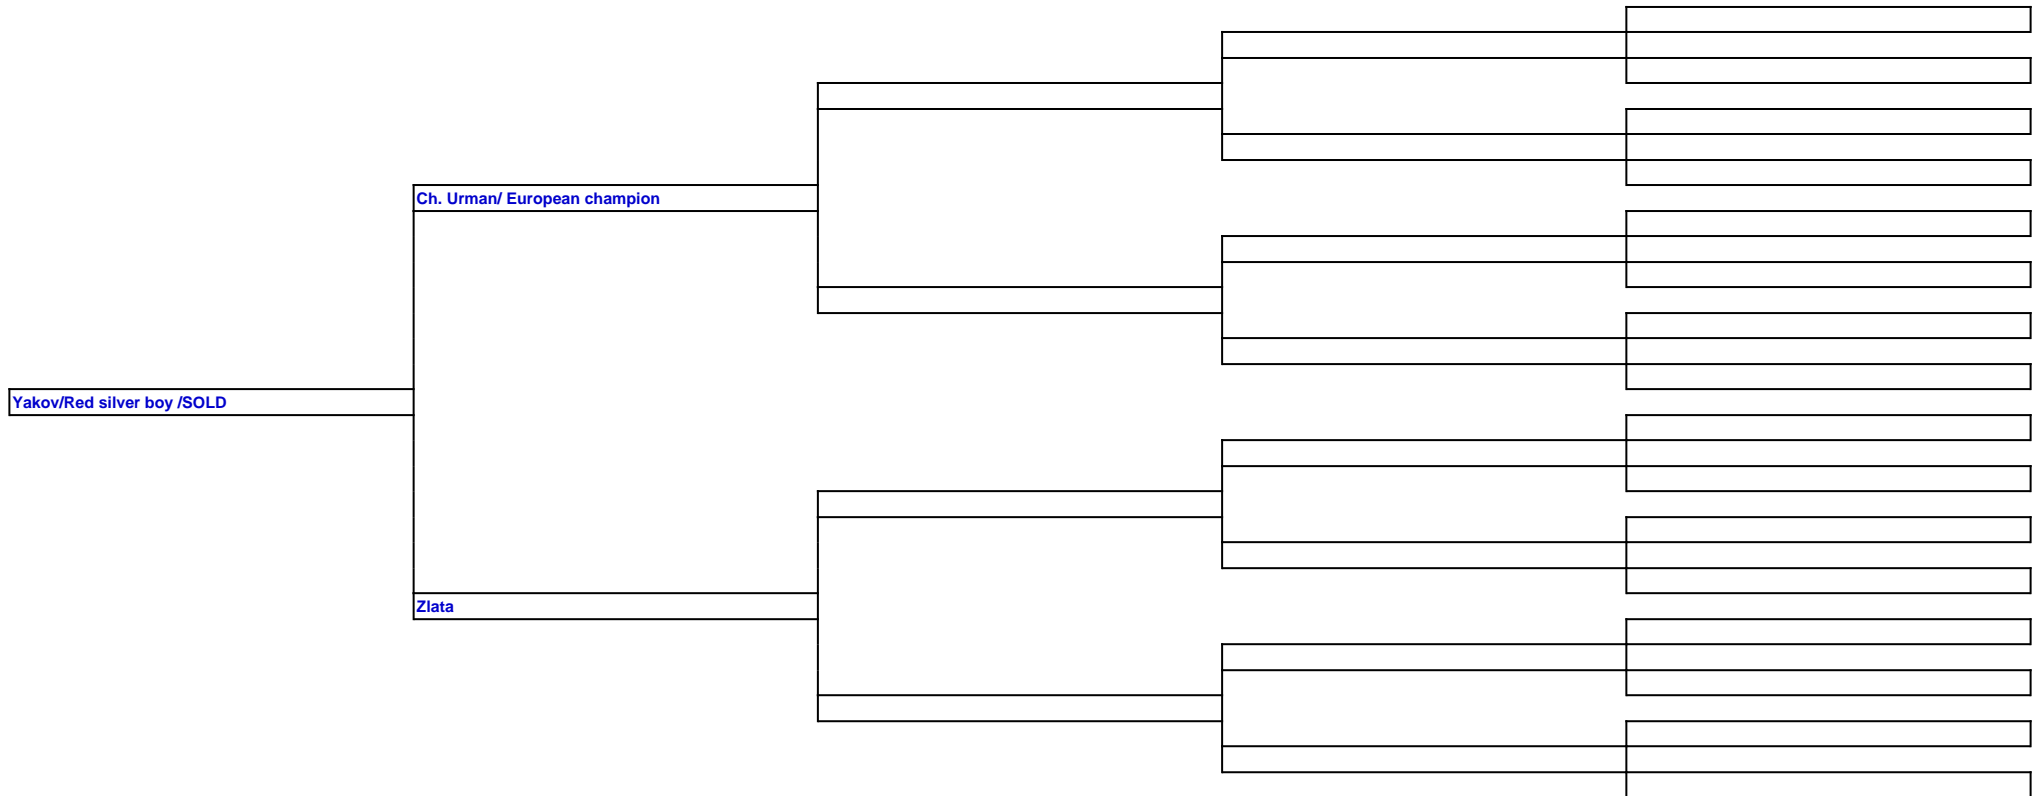 Ch. Urman/ European champion
Yakov/Red silver boy /SOLD
Zlata